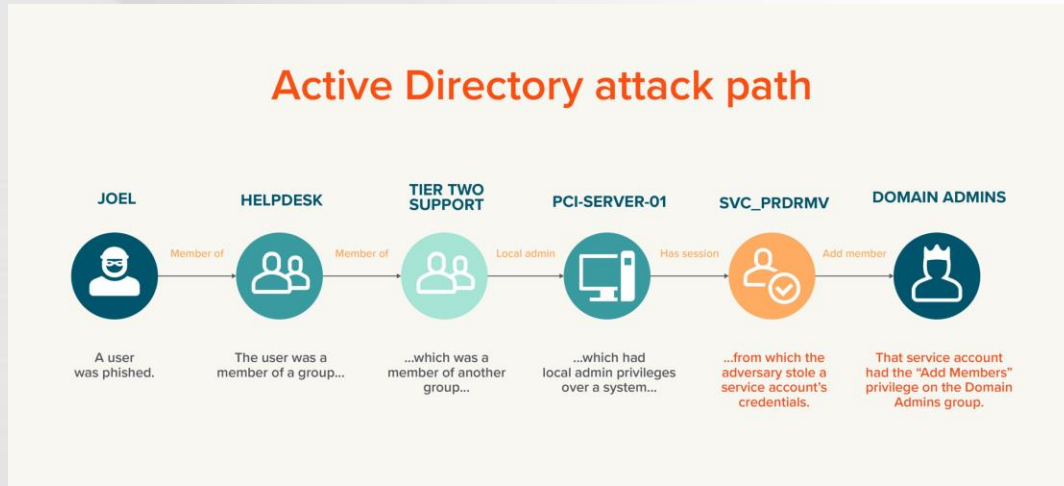 Active Directory attack path
JOEL
HELPDESK
TIER TWO
SUPPORT
PCI-SERVER-01
SVC_PRDRMV
DOMAIN ADMINS
Member of
Member of
Local admin
Has session
Add member
A user
was phished.
The user was a
member of a group...
...which was a
member of another
group...
...which had
local admin privileges
over a system...
...from which the
adversary stole a
service account's
credentials.
That service account
had the “Add Members”
privilege on the Domain
Admins group.